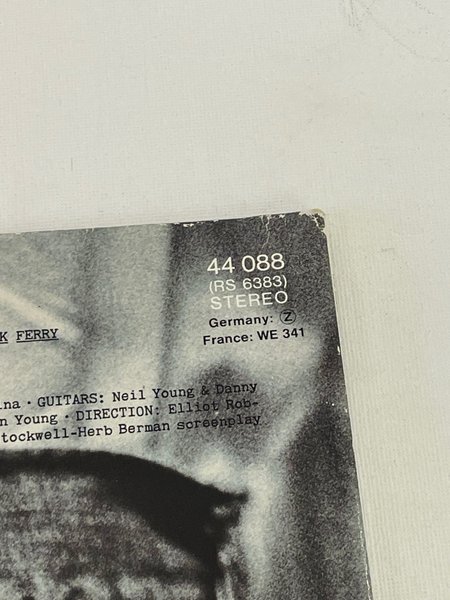 44 088
(RS 6383)
STEREO
Germany: Ⓩ
France: WE 341
K FERRY
ina · GUITARS: Neil Young & Danny
n Young · DIRECTION: Elliot Rob-
tockwell-Herb Berman screenplay